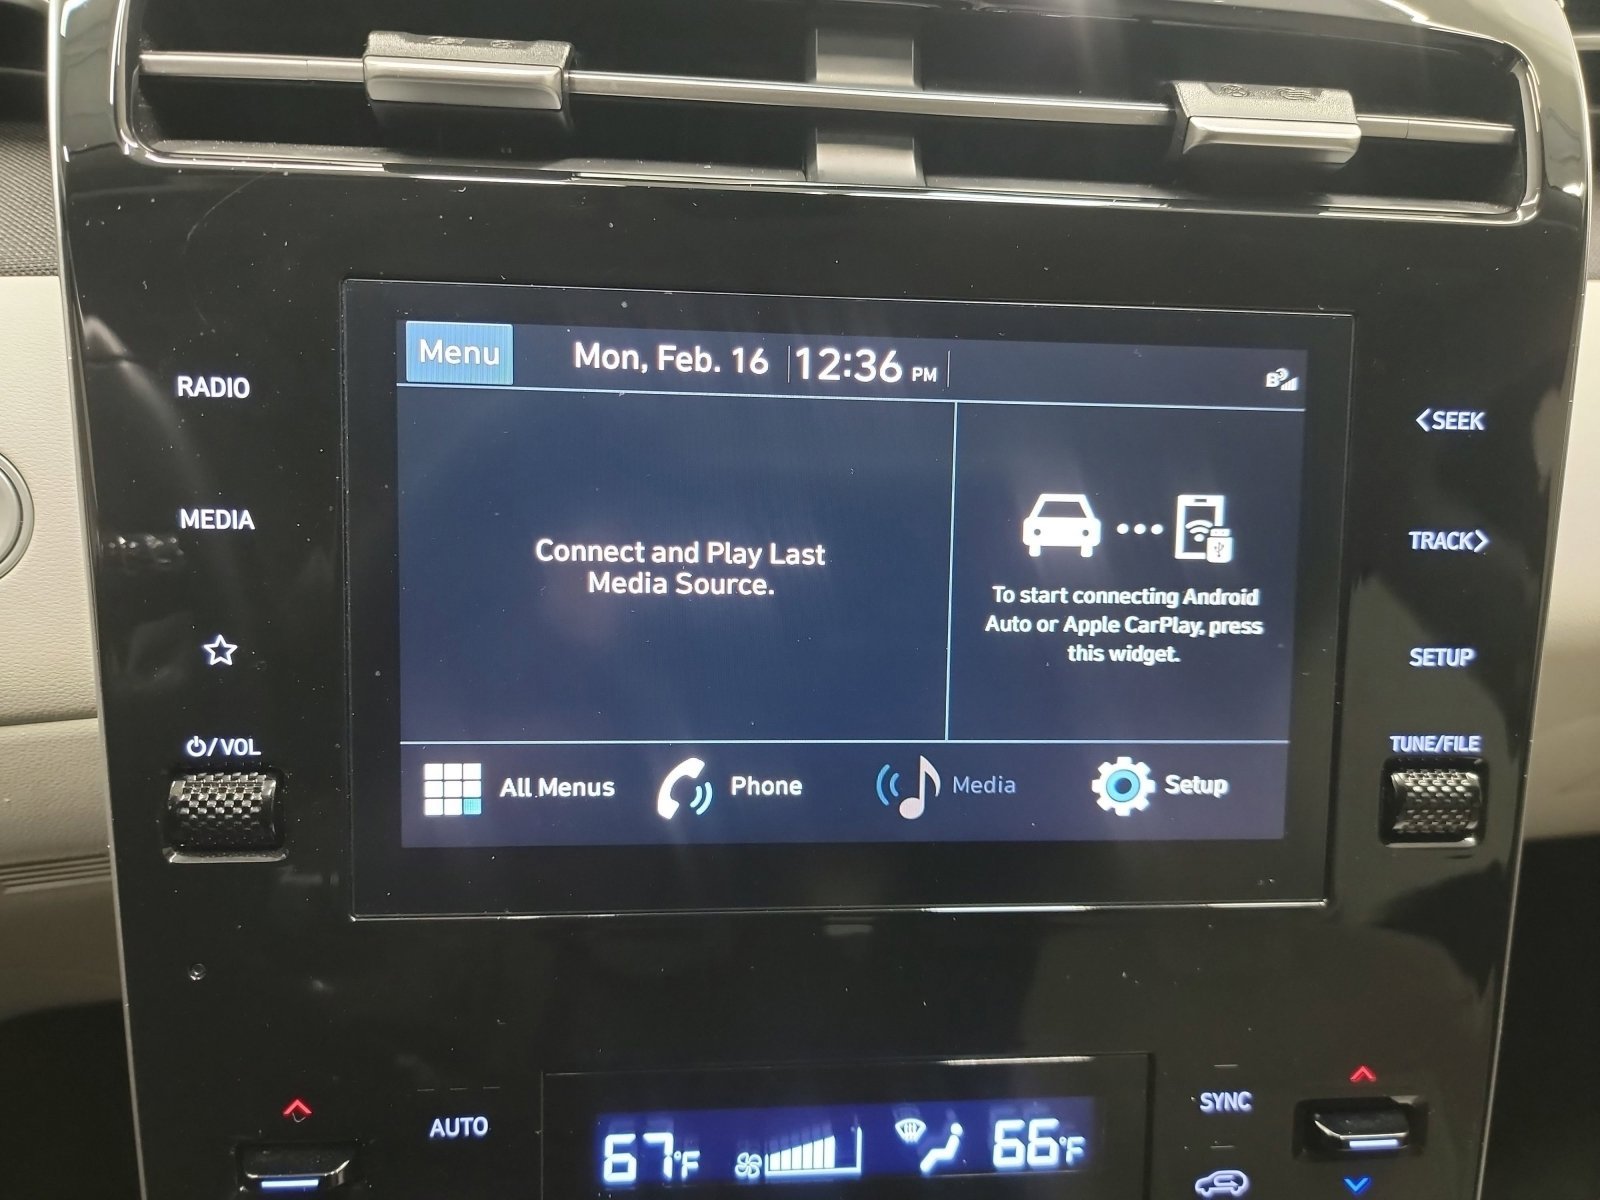 Menu
Mon, Feb. 16
12:36 PM
RADIO
MEDIA
/VOL
Connect and Play Last
Media Source.
To start connecting Android
Auto or Apple CarPlay, press
this widget.
All Menus
Phone
Media
Setup
<SEEK
TRACK>
SETUP
TUNE/FILE
AUTO
67°F
66°F
SYNC